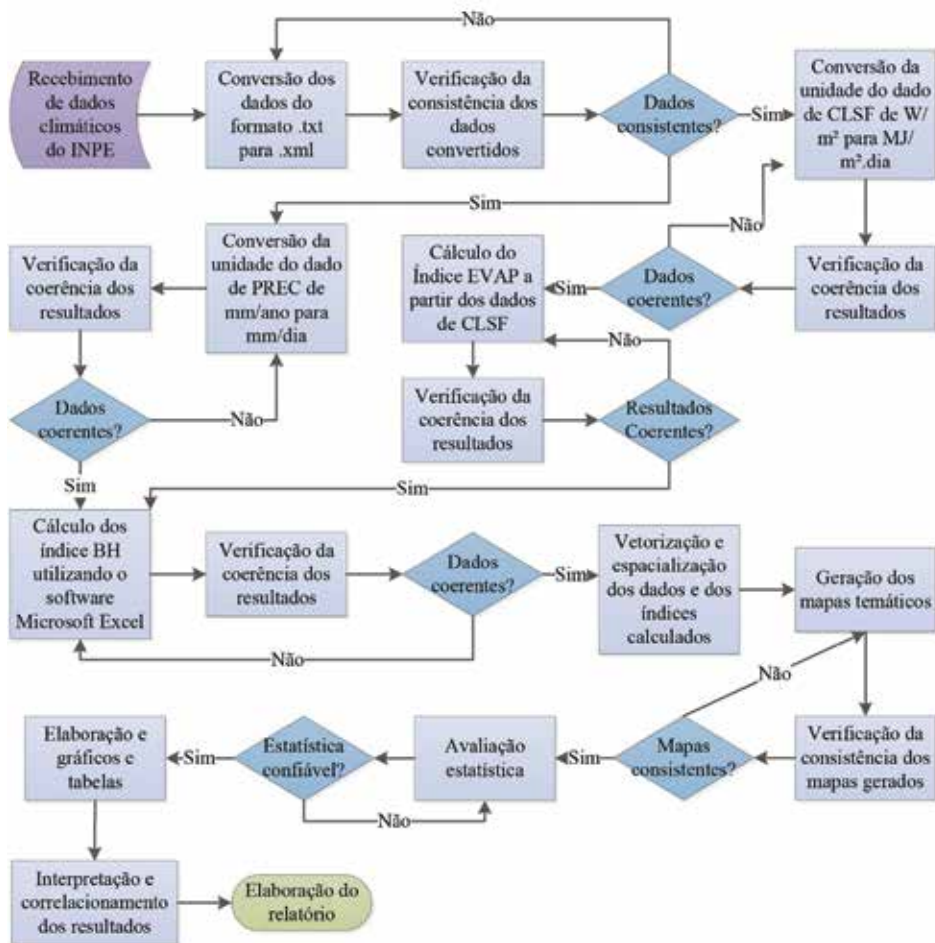 Não
Recebimento
de dados
climáticos
do INPE
Conversão dos
dados do
formato .txt
para .xml
Verificação da
consistência dos
dados
convertidos
Dados
consistentes?
Sim
Conversão da
unidade do dado
de CLSF de W/
m² para MJ/
m².dia
Sim
Não
Verificação da
coerência dos
resultados
Conversão da
unidade do dado
de PREC de
mm/ano para
mm/dia
Cálculo do
Índice EVAP a
partir dos dados
de CLSF
Sim
Dados
coerentes?
Verificação da
coerência dos
resultados
Não
Dados
coerentes?
Não
Verificação da
coerência dos
resultados
Resultados
Coerentes?
Sim
Sim
Cálculo dos
índice BH
utilizando o
software
Microsoft Excel
Verificação da
coerência dos
resultados
Dados
coerentes?
Sim
Vetorização e
espacialização
dos dados e dos
índices
calculados
Geração dos
mapas temáticos
Não
Não
Elaboração e
gráficos e
tabelas
Sim
Estatística
confiável?
Avaliação
estatística
Sim
Mapas
consistentes?
Verificação da
consistência dos
mapas gerados
Não
Interpretação e
correlacionamento
dos resultados
Elaboração do
relatório